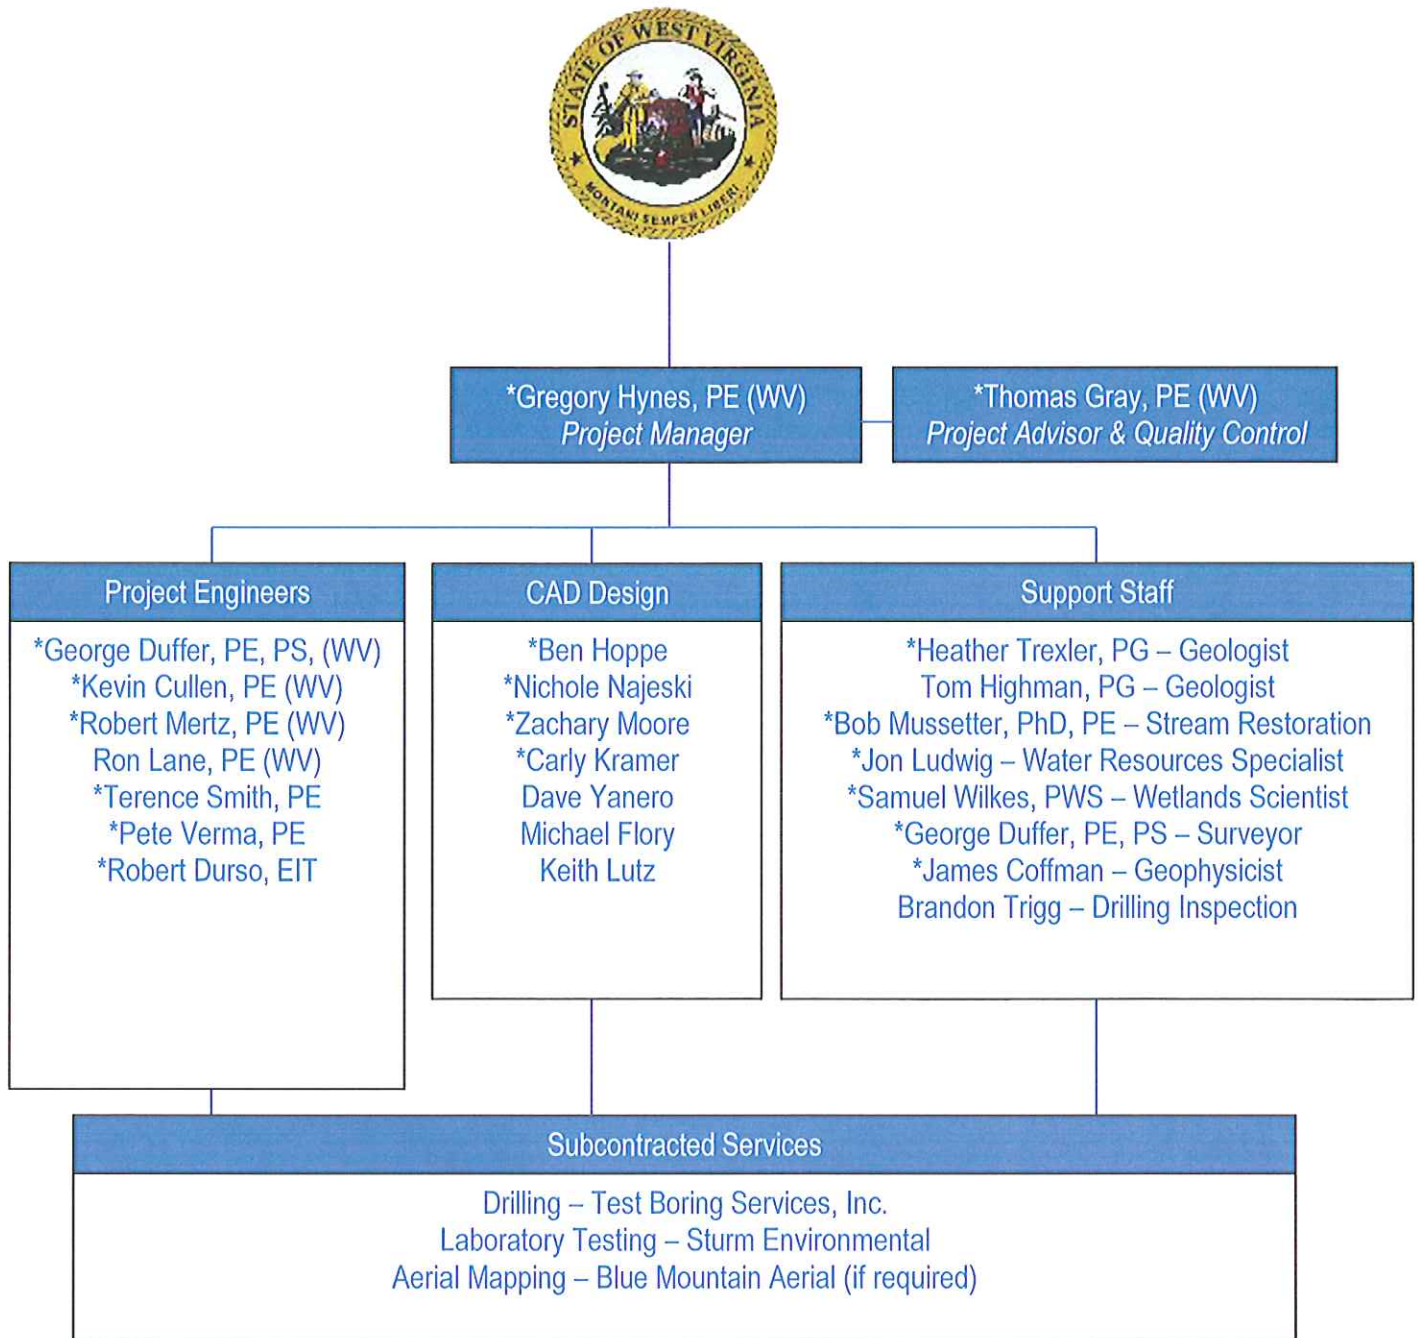 STATE OF WEST VIRGINIA
MONTANI SEMPER LIBERI
*Gregory Hynes, PE (WV)
Project Manager
*Thomas Gray, PE (WV)
Project Advisor & Quality Control
Project Engineers
*George Duffer, PE, PS, (WV)
*Kevin Cullen, PE (WV)
*Robert Mertz, PE (WV)
Ron Lane, PE (WV)
*Terence Smith, PE
*Pete Verma, PE
*Robert Durso, EIT
CAD Design
*Ben Hoppe
*Nichole Najeski
*Zachary Moore
*Carly Kramer
Dave Yanero
Michael Flory
Keith Lutz
Support Staff
*Heather Trexler, PG – Geologist
Tom Highman, PG – Geologist
*Bob Mussetter, PhD, PE – Stream Restoration
*Jon Ludwig – Water Resources Specialist
*Samuel Wilkes, PWS – Wetlands Scientist
*George Duffer, PE, PS – Surveyor
*James Coffman – Geophysicist
Brandon Trigg – Drilling Inspection
Subcontracted Services
Drilling – Test Boring Services, Inc.
Laboratory Testing – Sturm Environmental
Aerial Mapping – Blue Mountain Aerial (if required)